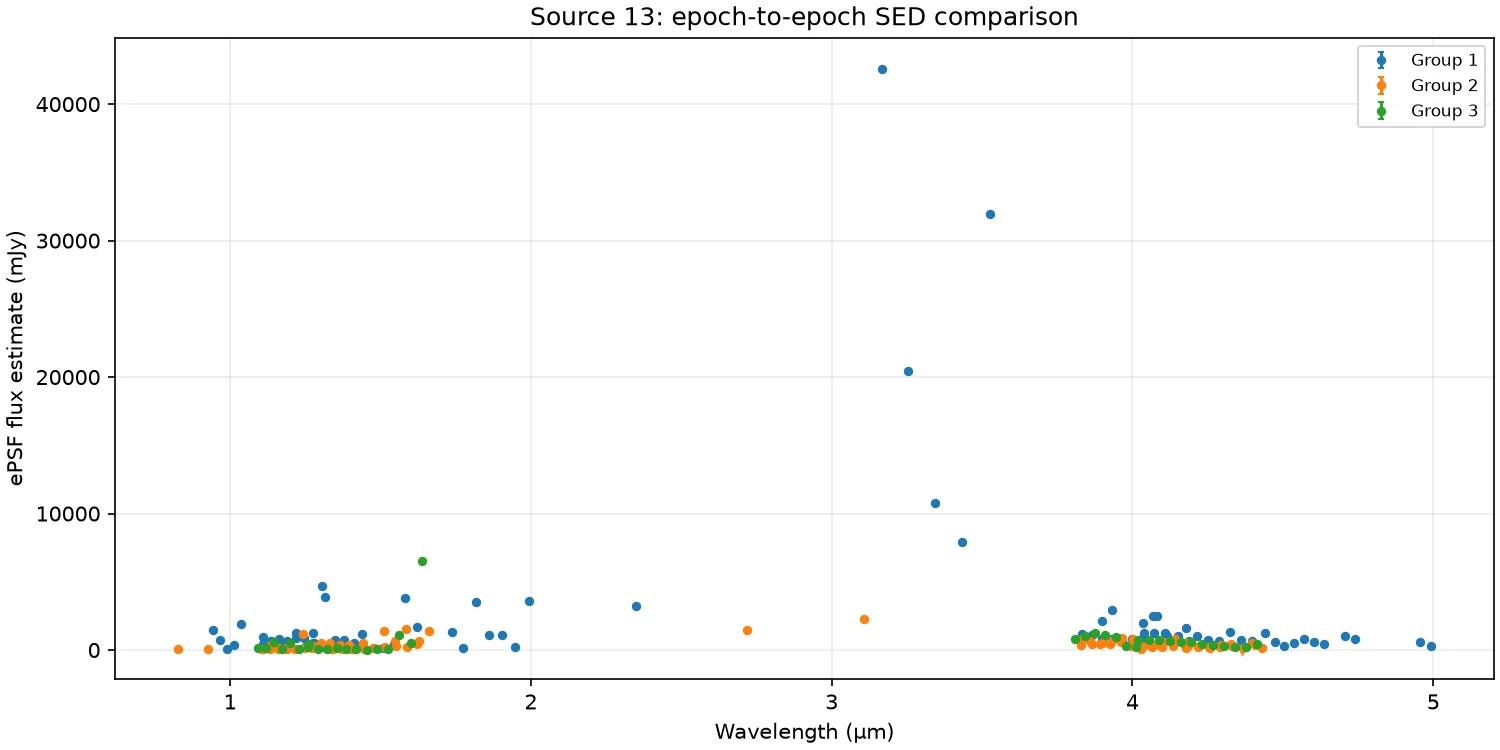 Source 13: epoch-to-epoch SED comparison
ePSF flux estimate (mJy)
40000
30000
20000
10000
0
Group 1
Group 2
Group 3
1
2
3
4
5
Wavelength (μm)